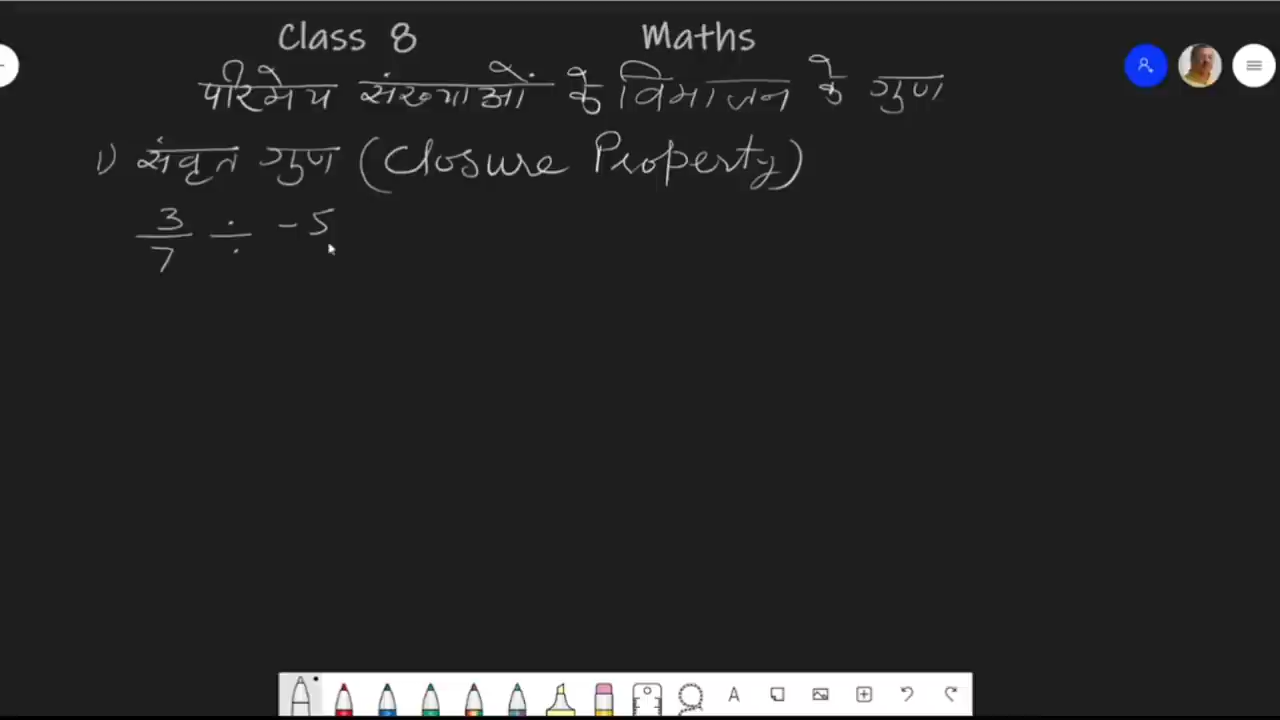 Class 8 Maths
परिमेय संख्याओं के विभाजन के गुण
1) संवृत गुण (Closure Property)
3/7 ÷ -5
A